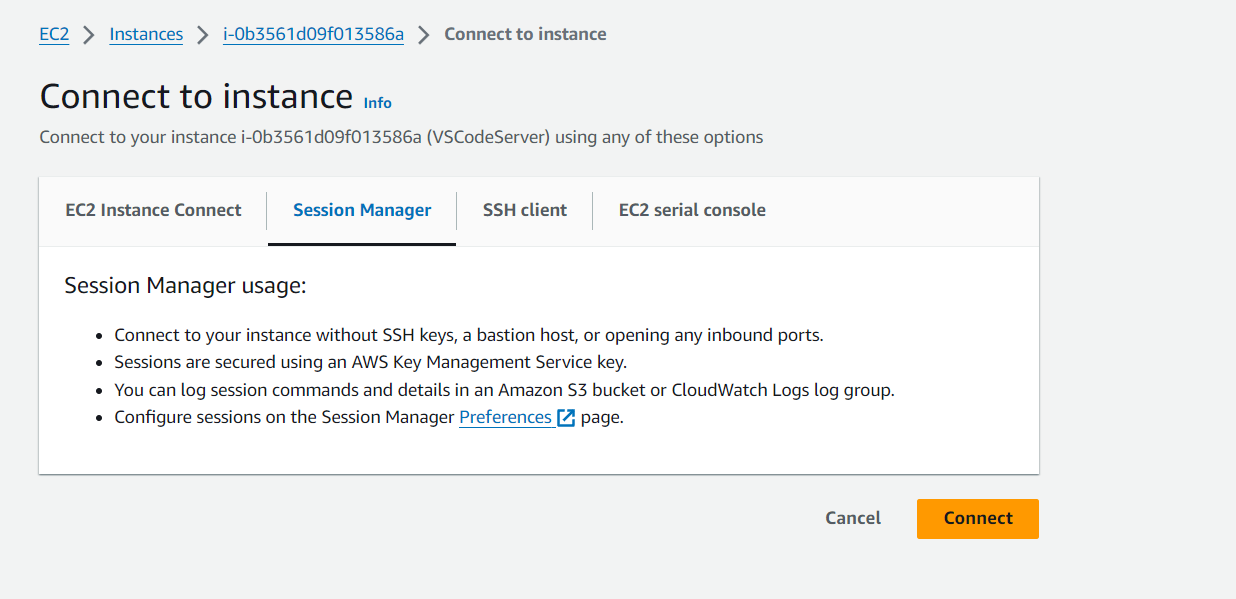 EC2 > Instances > i-0b3561d09f013586a > Connect to instance
Connect to instance Info
Connect to your instance i-0b3561d09f013586a (VSCodeServer) using any of these options
EC2 Instance Connect Session Manager SSH client EC2 serial console
Session Manager usage:
• Connect to your instance without SSH keys, a bastion host, or opening any inbound ports.
• Sessions are secured using an AWS Key Management Service key.
• You can log session commands and details in an Amazon S3 bucket or CloudWatch Logs log group.
• Configure sessions on the Session Manager Preferences page.
Cancel Connect